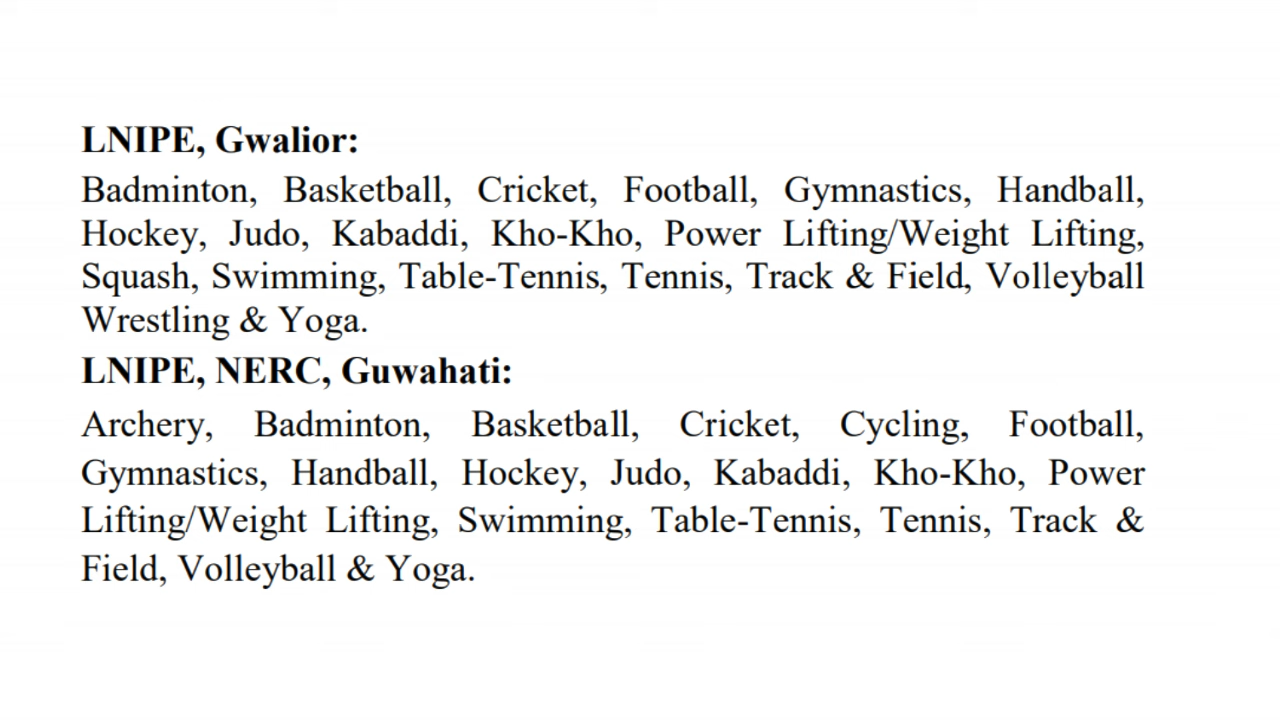 LNIPE, Gwalior:
Badminton, Basketball, Cricket, Football, Gymnastics, Handball,
Hockey, Judo, Kabaddi, Kho-Kho, Power Lifting/Weight Lifting,
Squash, Swimming, Table-Tennis, Tennis, Track & Field, Volleyball
Wrestling & Yoga.
LNIPE, NERC, Guwahati:
Archery, Badminton, Basketball, Cricket, Cycling, Football,
Gymnastics, Handball, Hockey, Judo, Kabaddi, Kho-Kho, Power
Lifting/Weight Lifting, Swimming, Table-Tennis, Tennis, Track &
Field, Volleyball & Yoga.